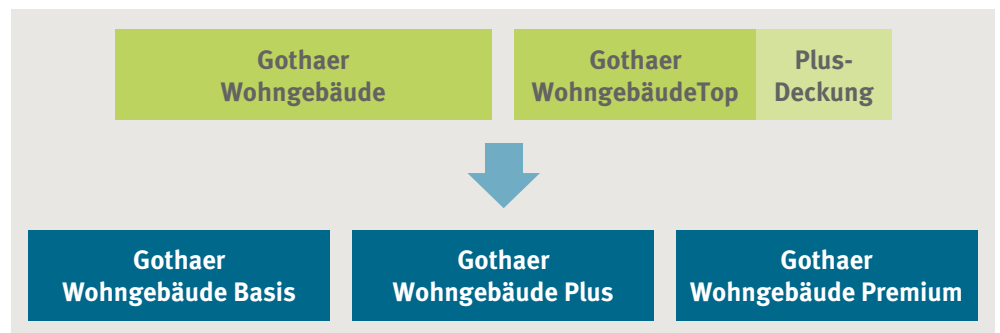 Gothaer
Wohngebäude
Gothaer
WohngebäudeTop
Plus-
Deckung
Gothaer
Wohngebäude Basis
Gothaer
Wohngebäude Plus
Gothaer
Wohngebäude Premium